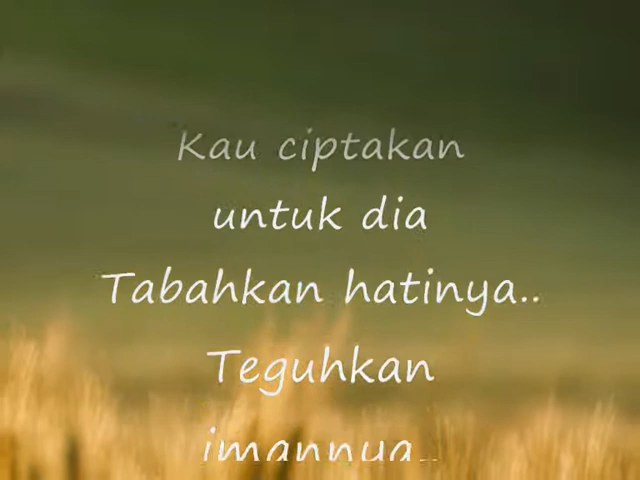 Kau ciptakan
untuk dia
Tabahkan hatinya..
Teguhkan
imannya..